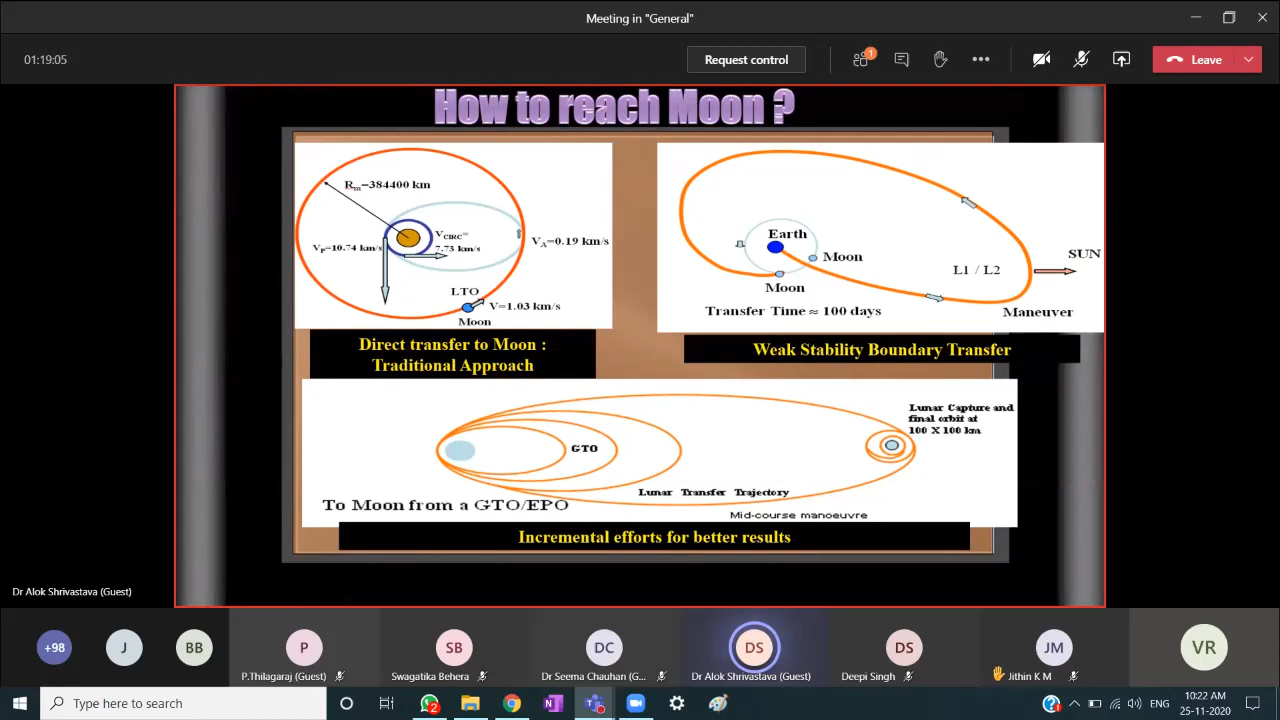 Meeting in "General"
01:19:05
Request control
1
Leave
How to reach Moon ?
Rm=384400 km
VP=10.74 km/s
VCIRC=
7.73 km/s
VA=0.19 km/s
LTO
V=1.03 km/s
Moon
Direct transfer to Moon :
Traditional Approach
Earth
Moon
Moon
L1 / L2
SUN
Maneuver
Transfer Time ≈ 100 days
Weak Stability Boundary Transfer
Lunar Capture and
final orbit at
100 X 100 km
GTO
Lunar Transfer Trajectory
To Moon from a GTO/EPO
Mid-course manoeuvre
Incremental efforts for better results
Dr Alok Shrivastava (Guest)
+98
J
BB
P
SB
DC
DS
DS
JM
VR
P.Thilagaraj (Guest)
Swagatika Behera
Dr Seema Chauhan (G...
Dr Alok Shrivastava (Guest)
Deepi Singh
Jithin K M
Type here to search
2
ENG
10:22 AM
25-11-2020